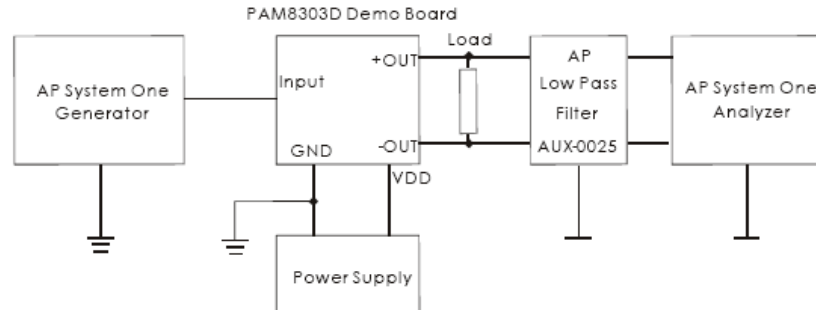 PAM8303D Demo Board
AP System One
Generator
Input
+OUT
-OUT
GND
VDD
Load
AP
Low Pass
Filter
AUX-0025
AP System One
Analyzer
Power Supply